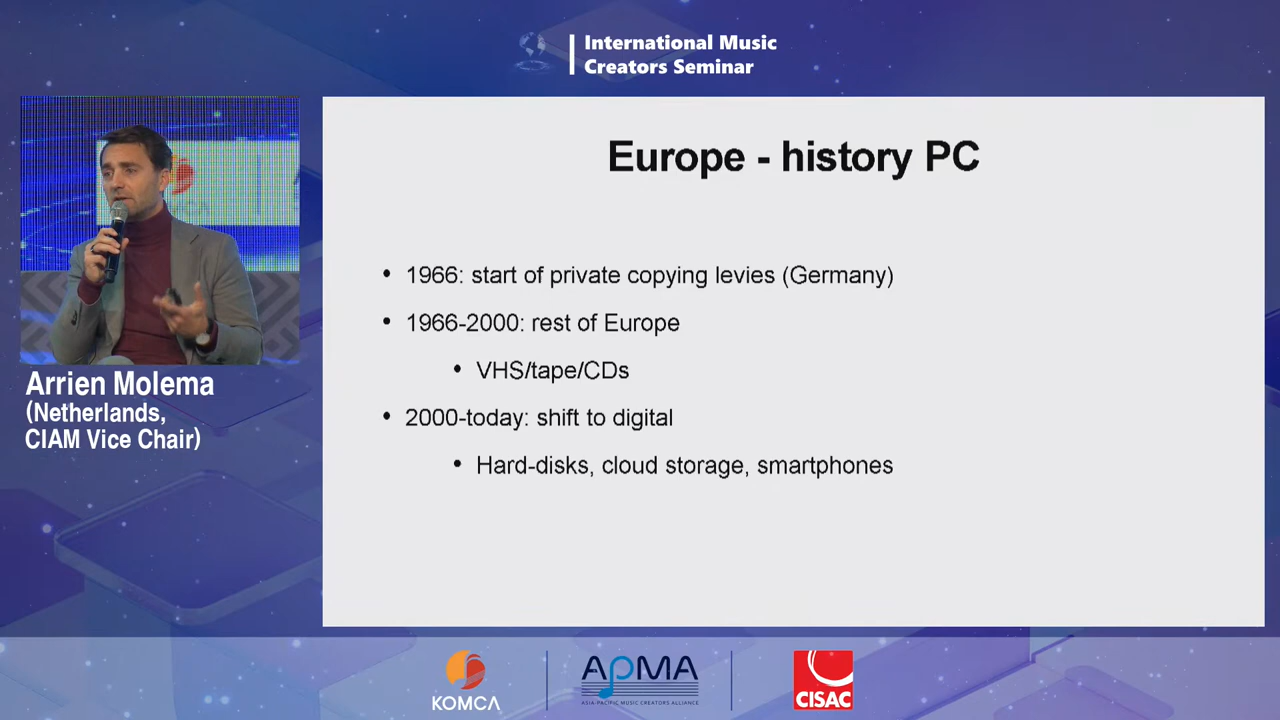 International Music
Creators Seminar
Europe - history PC
• 1966: start of private copying levies (Germany)
• 1966-2000: rest of Europe
• VHS/tape/CDs
• 2000-today: shift to digital
• Hard-disks, cloud storage, smartphones
Arrien Molema
(Netherlands,
CIAM Vice Chair)
KOMCA
APMA
ASIA-PACIFIC MUSIC CREATORS ALLIANCE
CISAC